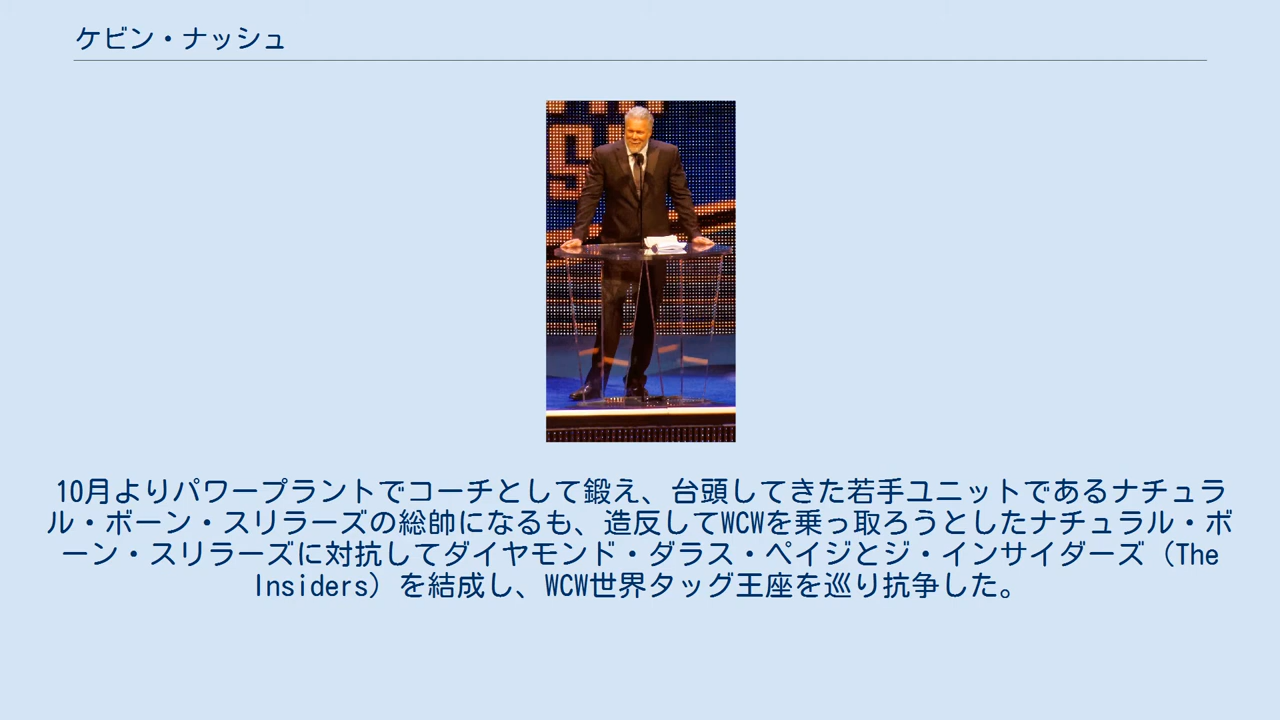 ケビン・ナッシュ
10月よりパワープラントでコーチとして鍛え、台頭してきた若手ユニットであるナチュラ
ル・ボーン・スリラーズの総帥になるも、造反してWCWを乗っ取ろうとしたナチュラル・ボ
ーン・スリラーズに対抗してダイヤモンド・ダラス・ペイジとジ・インサイダーズ（The
Insiders）を結成し、WCW世界タッグ王座を巡り抗争した。